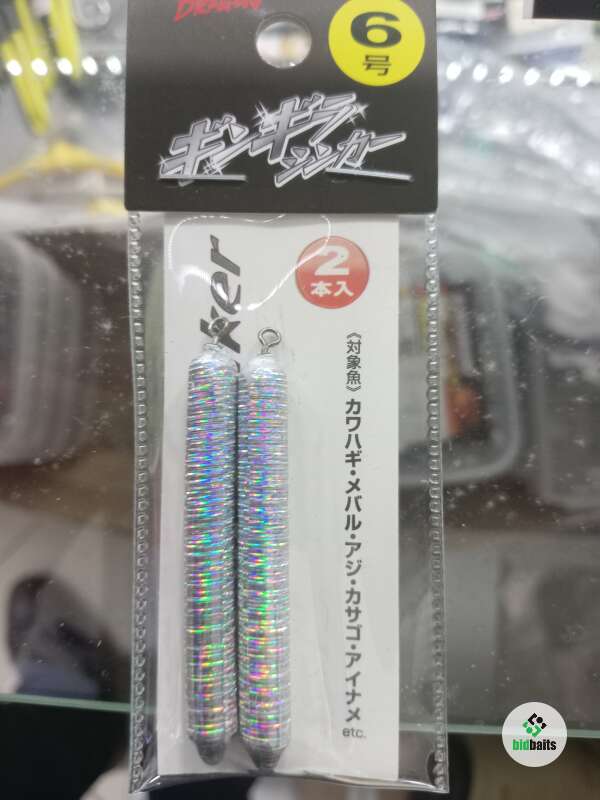 6
号
ギンギラ
シンカー
2
本入
《対象魚》カワハギ・メバル・アジ・カサゴ・アイナメ
etc.
bidbaits